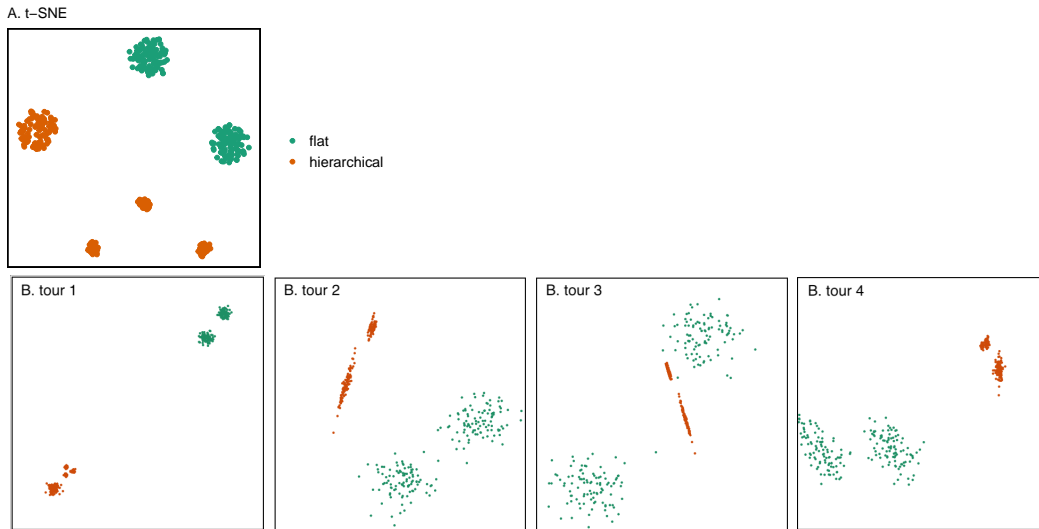 A. t−SNE
flat
hierarchical
B. tour 1
B. tour 2
B. tour 3
B. tour 4